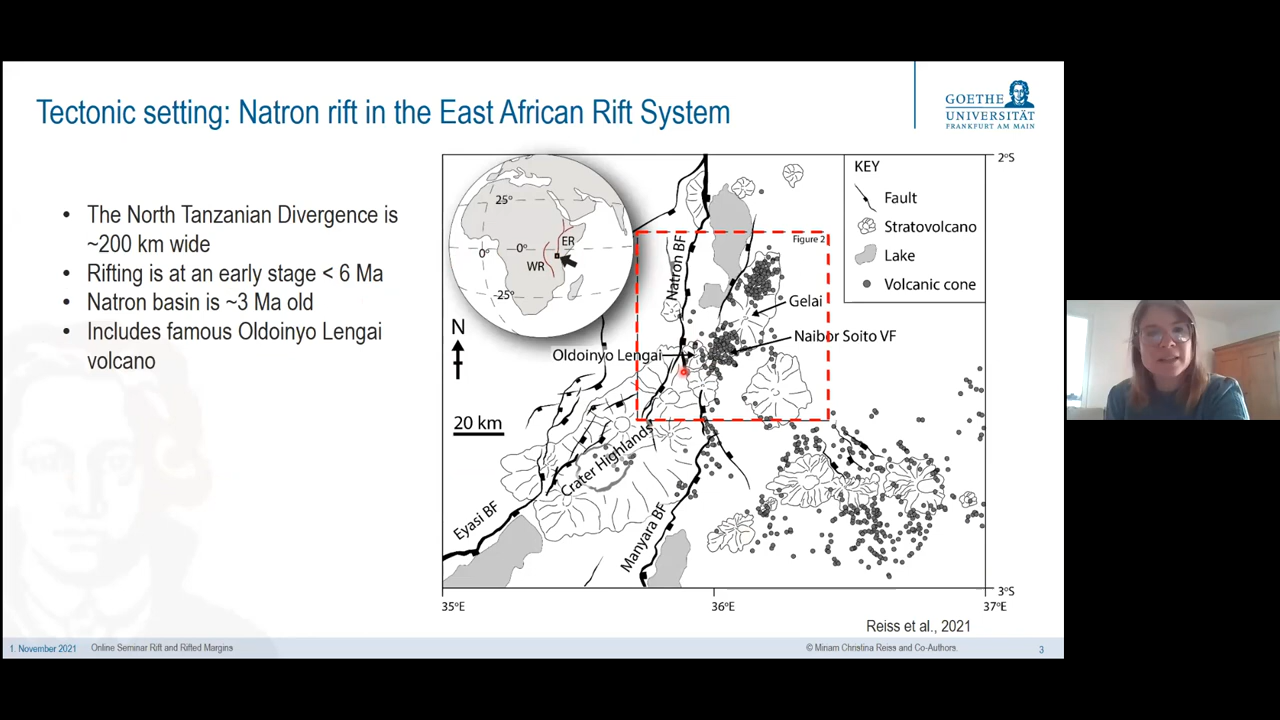 Tectonic setting: Natron rift in the East African Rift System
GOETHE
UNIVERSITÄT
FRANKFURT AM MAIN
• The North Tanzanian Divergence is
~200 km wide
• Rifting is at an early stage < 6 Ma
• Natron basin is ~3 Ma old
• Includes famous Oldoinyo Lengai
volcano
25°
0°
0°
-25°
ER
WR
N
20 km
Natron BF
Figure 2
Gelai
Naibor Soito VF
Oldoinyo Lengai
Crater Highlands
Eyasi BF
Manyara BF
KEY
Fault
Stratovolcano
Lake
Volcanic cone
2°S
3°S
35°E
36°E
37°E
Reiss et al., 2021
1. November 2021
Online Seminar Rift and Rifted Margins
© Miriam Christina Reiss and Co-Authors.
3